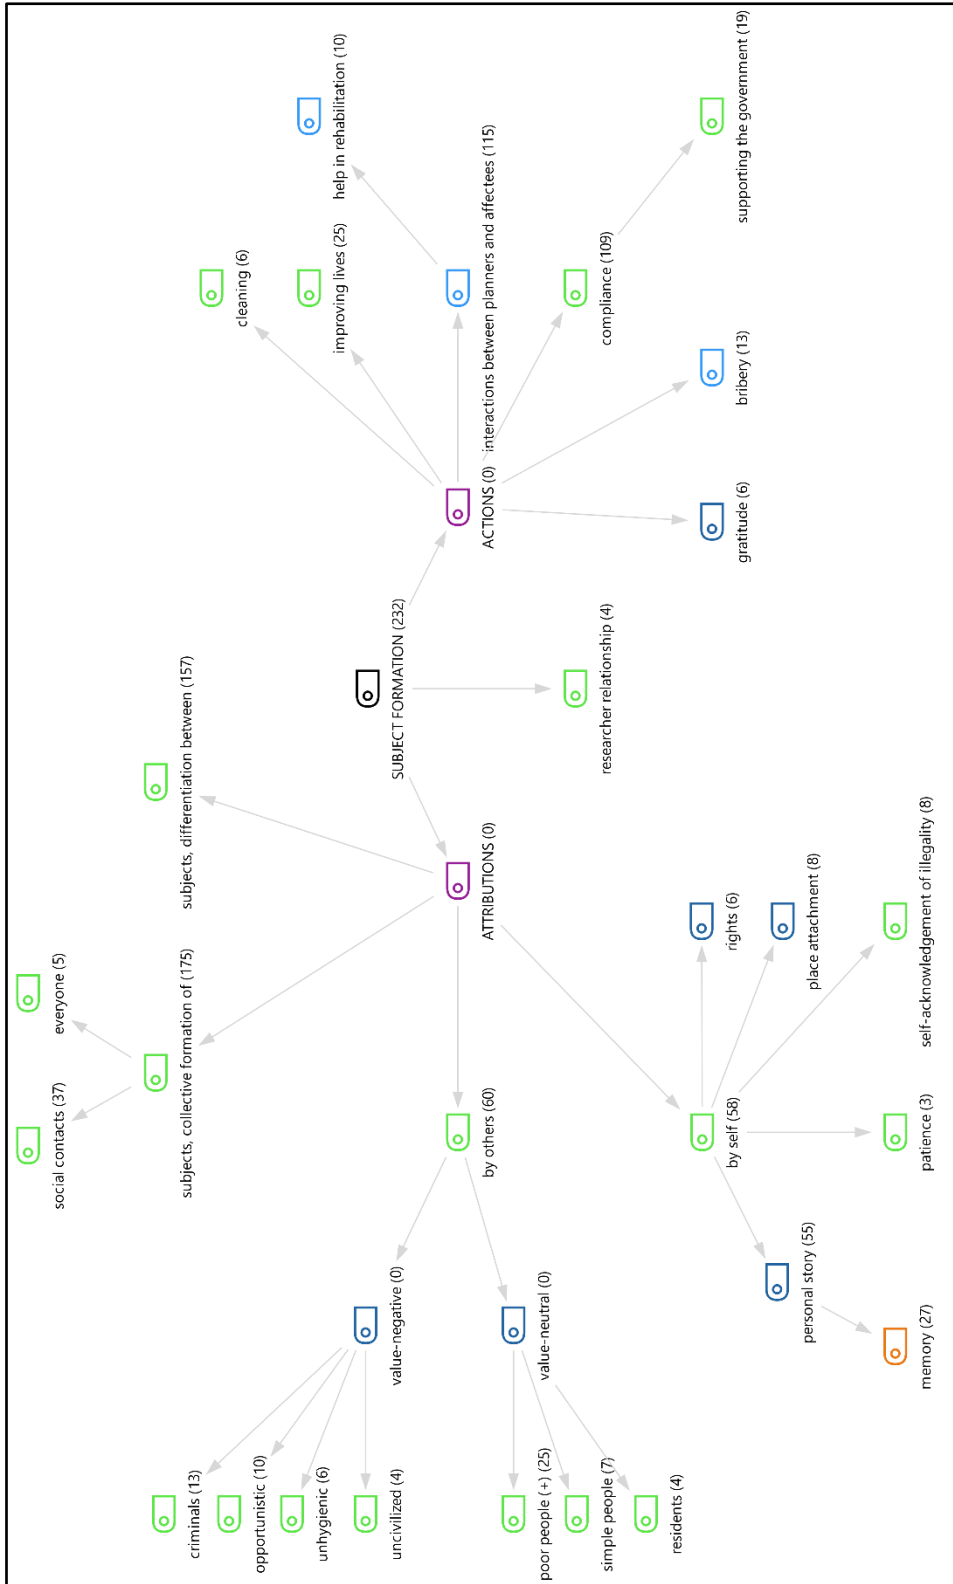 social contacts (37)
everyone (5)
subjects, collective formation of (175)
subjects, differentiation between (157)
cleaning (6)
improving lives (25)
help in rehabilitation (10)
criminals (13)
opportunistic (10)
unhygienic (6)
uncivilized (4)
value-negative (0)
by others (60)
ATTRIBUTIONS (0)
SUBJECT FORMATION (232)
ACTIONS (0)
interactions between planners and affectees (115)
poor people (+) (25)
simple people (7)
residents (4)
value-neutral (0)
researcher relationship (4)
compliance (109)
by self (58)
rights (6)
gratitude (6)
bribery (13)
supporting the government (19)
personal story (55)
place attachment (8)
memory (27)
patience (3)
self-acknowledgement of illegality (8)